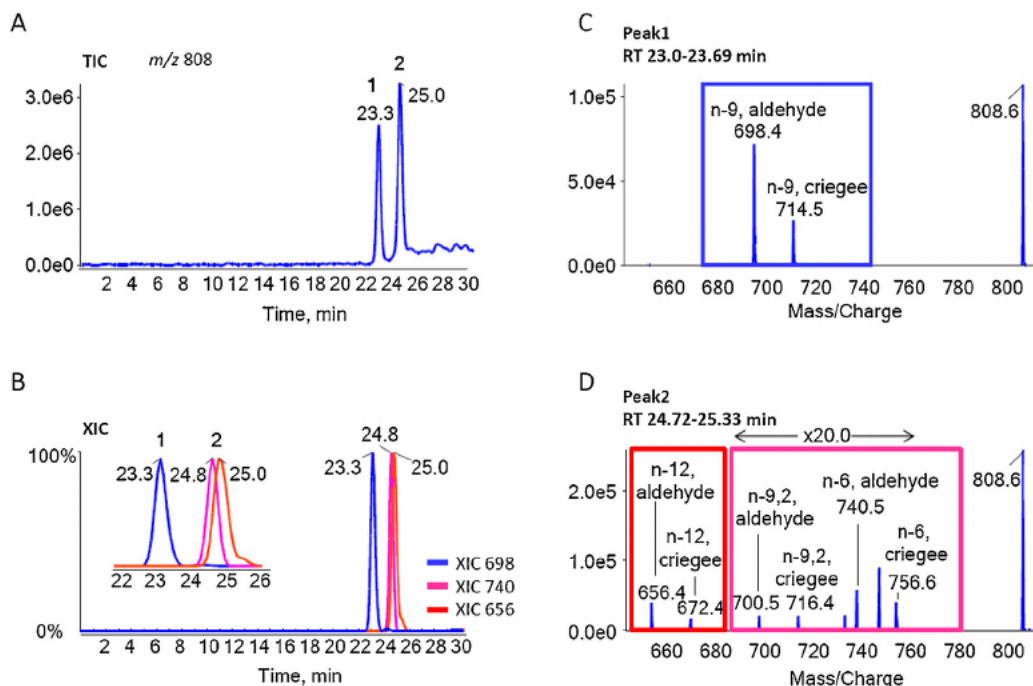 A
TIC m/z 808
3.0e6
2.0e6
1.0e6
0.0e0
1
23.3
2
25.0
2 4 6 8 10 12 14 16 18 20 22 24 26 28 30
Time, min
B
XIC
100%
0%
1
23.3
2
24.8
25.0
22 23 24 25 26
23.3
24.8
25.0
XIC 698
XIC 740
XIC 656
2 4 6 8 10 12 14 16 18 20 22 24 26 28 30
Time, min
C
Peak1
RT 23.0-23.69 min
1.0e5
5.0e4
0.0e0
n-9, aldehyde
698.4
n-9, criegee
714.5
808.6
660 680 700 720 740 760 780 800
Mass/Charge
D
Peak2
RT 24.72-25.33 min
x20.0
2.0e5
1.0e5
0.0e0
n-12,
aldehyde
656.4
n-12,
criegee
672.4
n-9,2,
aldehyde
700.5
n-9,2,
criegee
716.4
n-6, aldehyde
740.5
n-6,
criegee
756.6
808.6
660 680 700 720 740 760 780 800
Mass/Charge